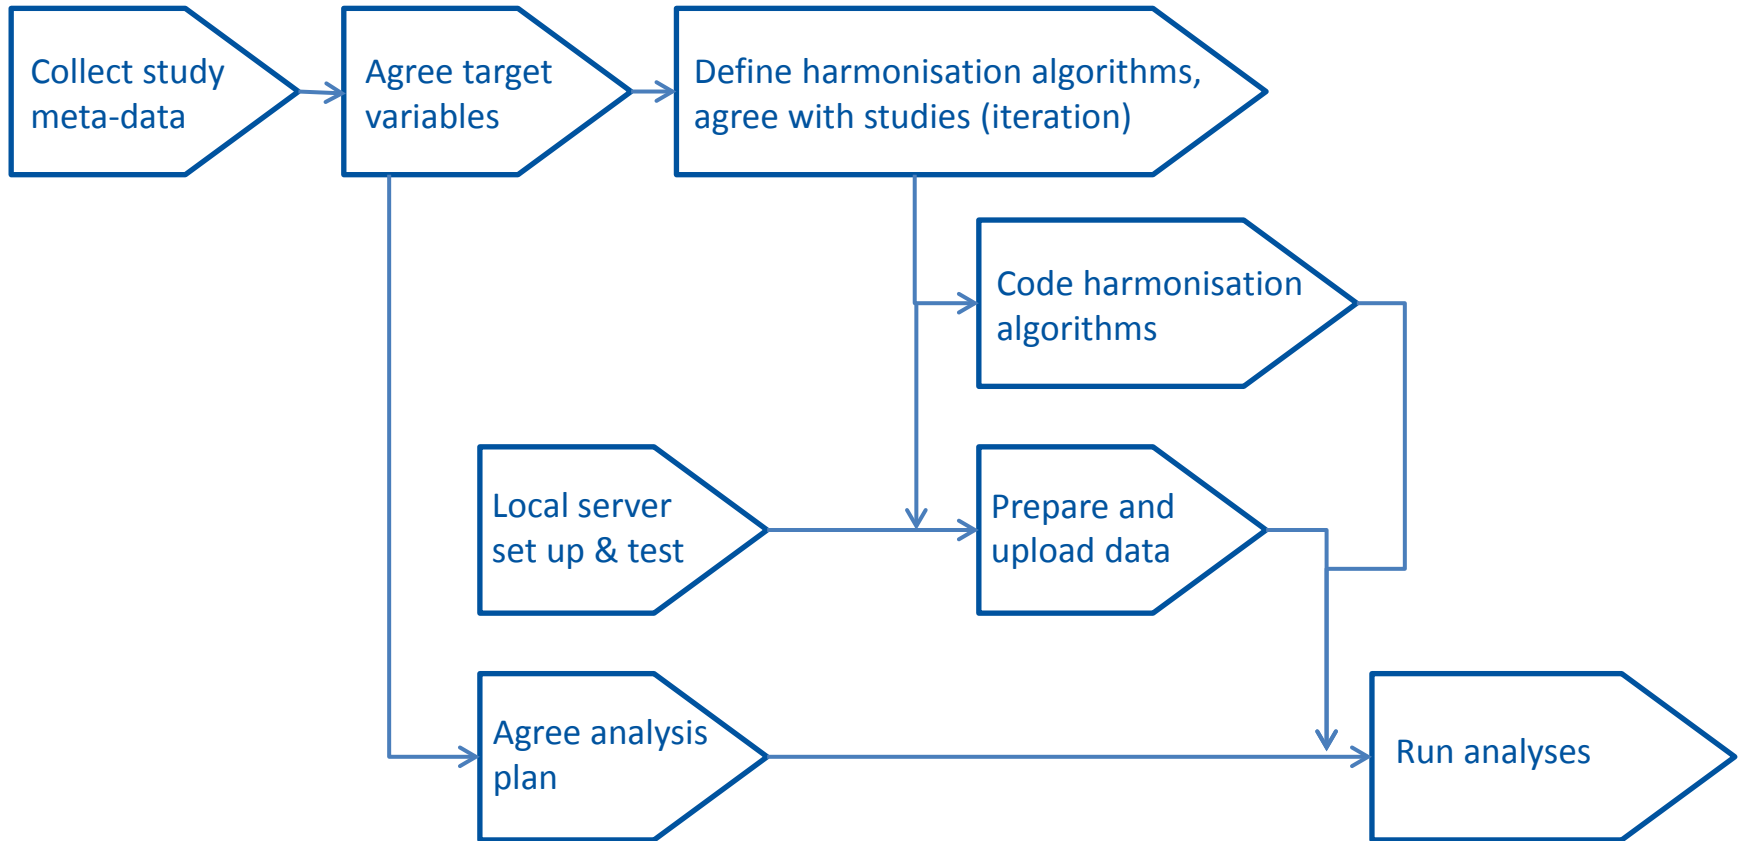 Collect study
meta-data
Agree target
variables
Define harmonisation algorithms,
agree with studies (iteration)
Code harmonisation
algorithms
Local server
set up & test
Prepare and
upload data
Agree analysis
plan
Run analyses